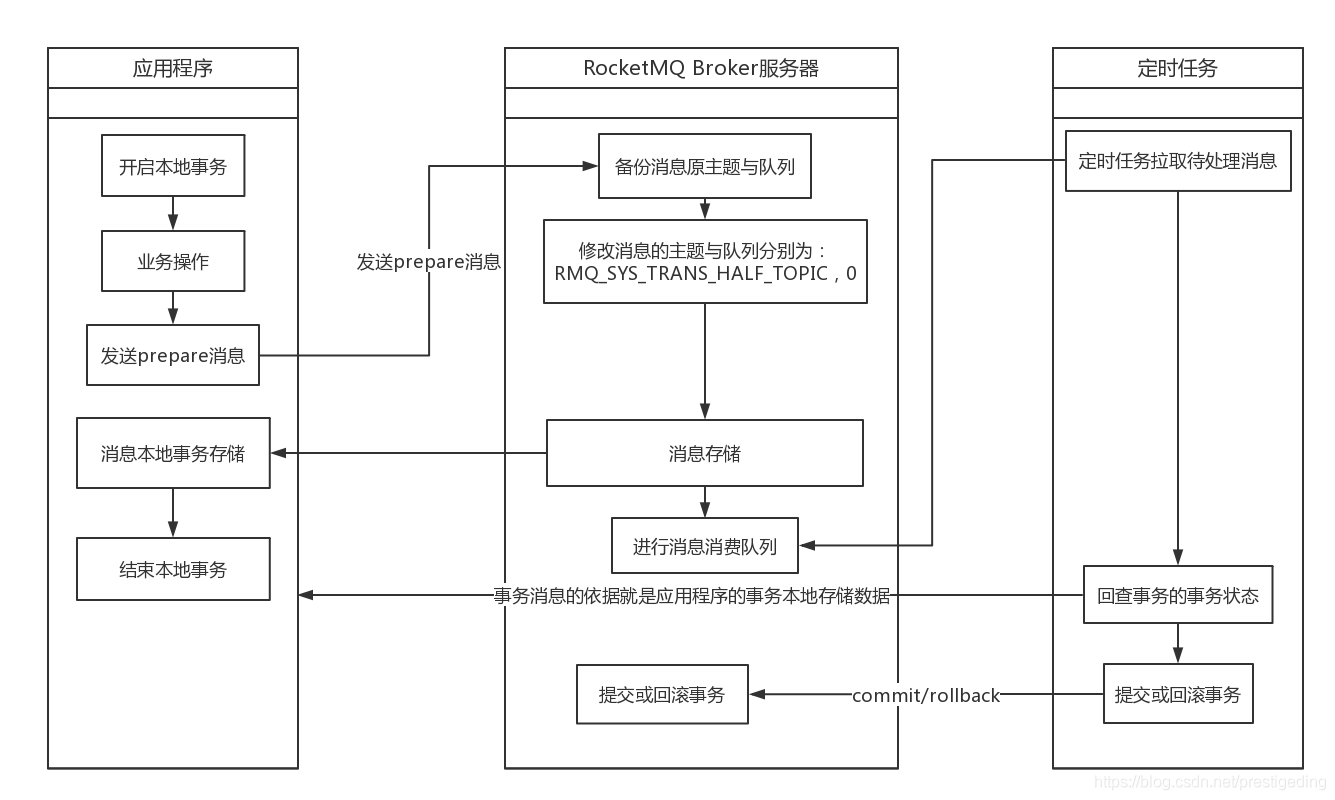 应用程序
开启本地事务
业务操作
发送prepare消息
消息本地事务存储
结束本地事务
发送prepare消息
RocketMQ Broker服务器
备份消息原主题与队列
修改消息的主题与队列分别为：
RMQ_SYS_TRANS_HALF_TOPIC，0
消息存储
进行消息消费队列
事务消息的依据就是应用程序的事务本地存储数据
提交或回滚事务
commit/rollback
定时任务
定时任务拉取待处理消息
回查事务的事务状态
提交或回滚事务
https://blog.csdn.net/prestigeding